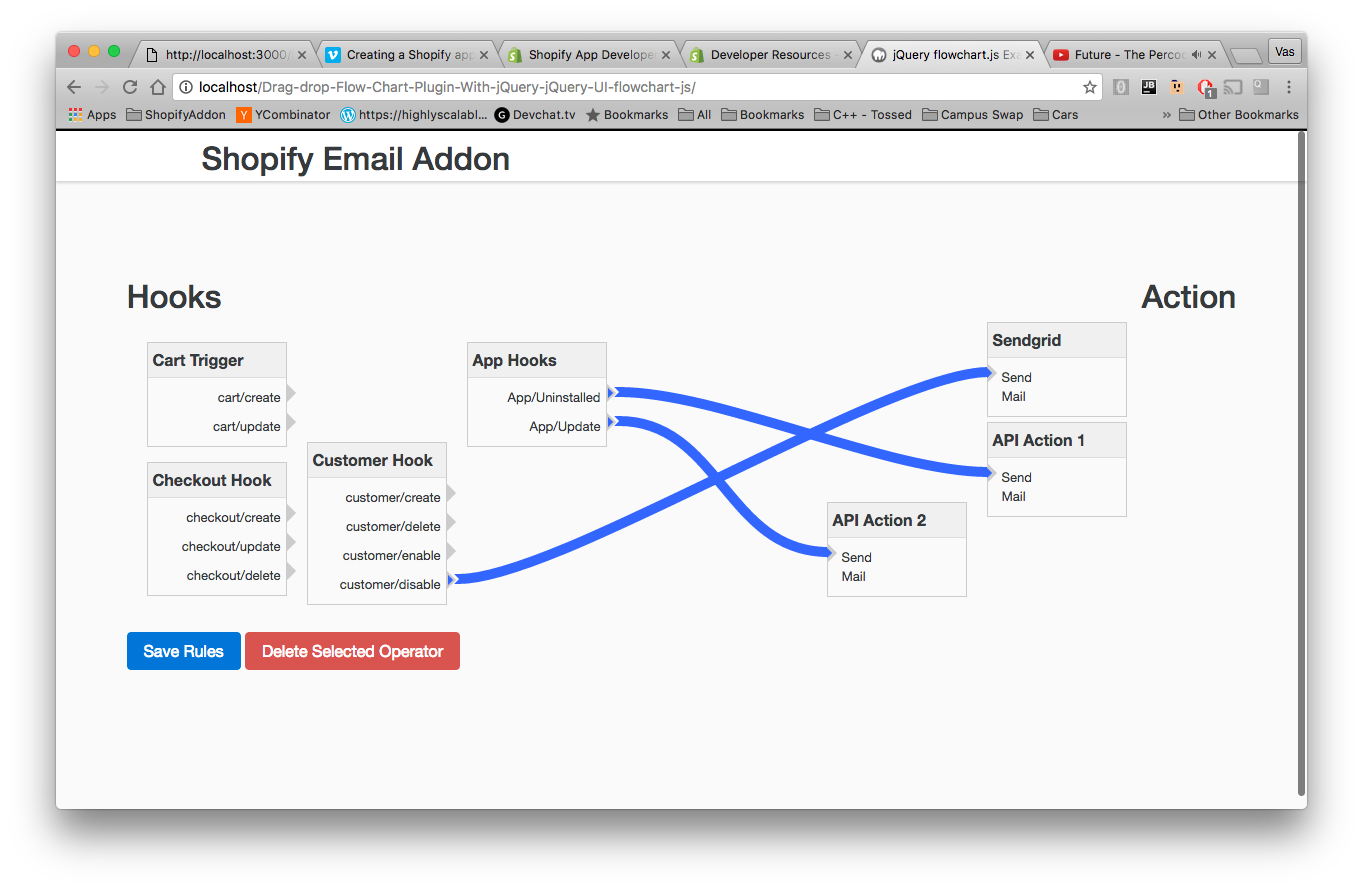 http://localhost:3000/
Creating a Shopify app
Shopify App Developer
Developer Resources –
jQuery flowchart.js Exa
Future - The Percoc
Vas
localhost/Drag-drop-Flow-Chart-Plugin-With-jQuery-jQuery-UI-flowchart-js/
JB
1
Apps
ShopifyAddon
Y
YCombinator
https://highlyscalabl...
G
Devchat.tv
Bookmarks
All
Bookmarks
C++ - Tossed
Campus Swap
Cars
»
Other Bookmarks
Shopify Email Addon
Hooks
Action
Cart Trigger
cart/create
cart/update
App Hooks
App/Uninstalled
App/Update
Sendgrid
Send
Mail
Checkout Hook
checkout/create
checkout/update
checkout/delete
Customer Hook
customer/create
customer/delete
customer/enable
customer/disable
API Action 1
Send
Mail
API Action 2
Send
Mail
Save Rules
Delete Selected Operator